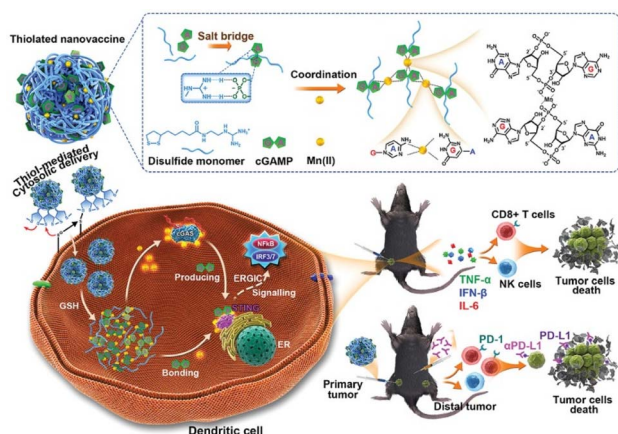 Thiolated nanovaccine
Salt bridge
Coordination
Disulfide monomer
cGAMP
Mn(II)
G
A
G
A
A
G
Mn
G
A
Thiol-mediated
cytosolic delivery
cGAS
NFkB
IRF3/7
Producing
ERGIC
Signalling
GSH
STING
ER
Bonding
Dendritic cell
CD8+ T cells
NK cells
TNF-α
IFN-β
IL-6
Tumor cells
death
Primary
tumor
Distal tumor
PD-1
αPD-L1
PD-L1
Tumor cells
death